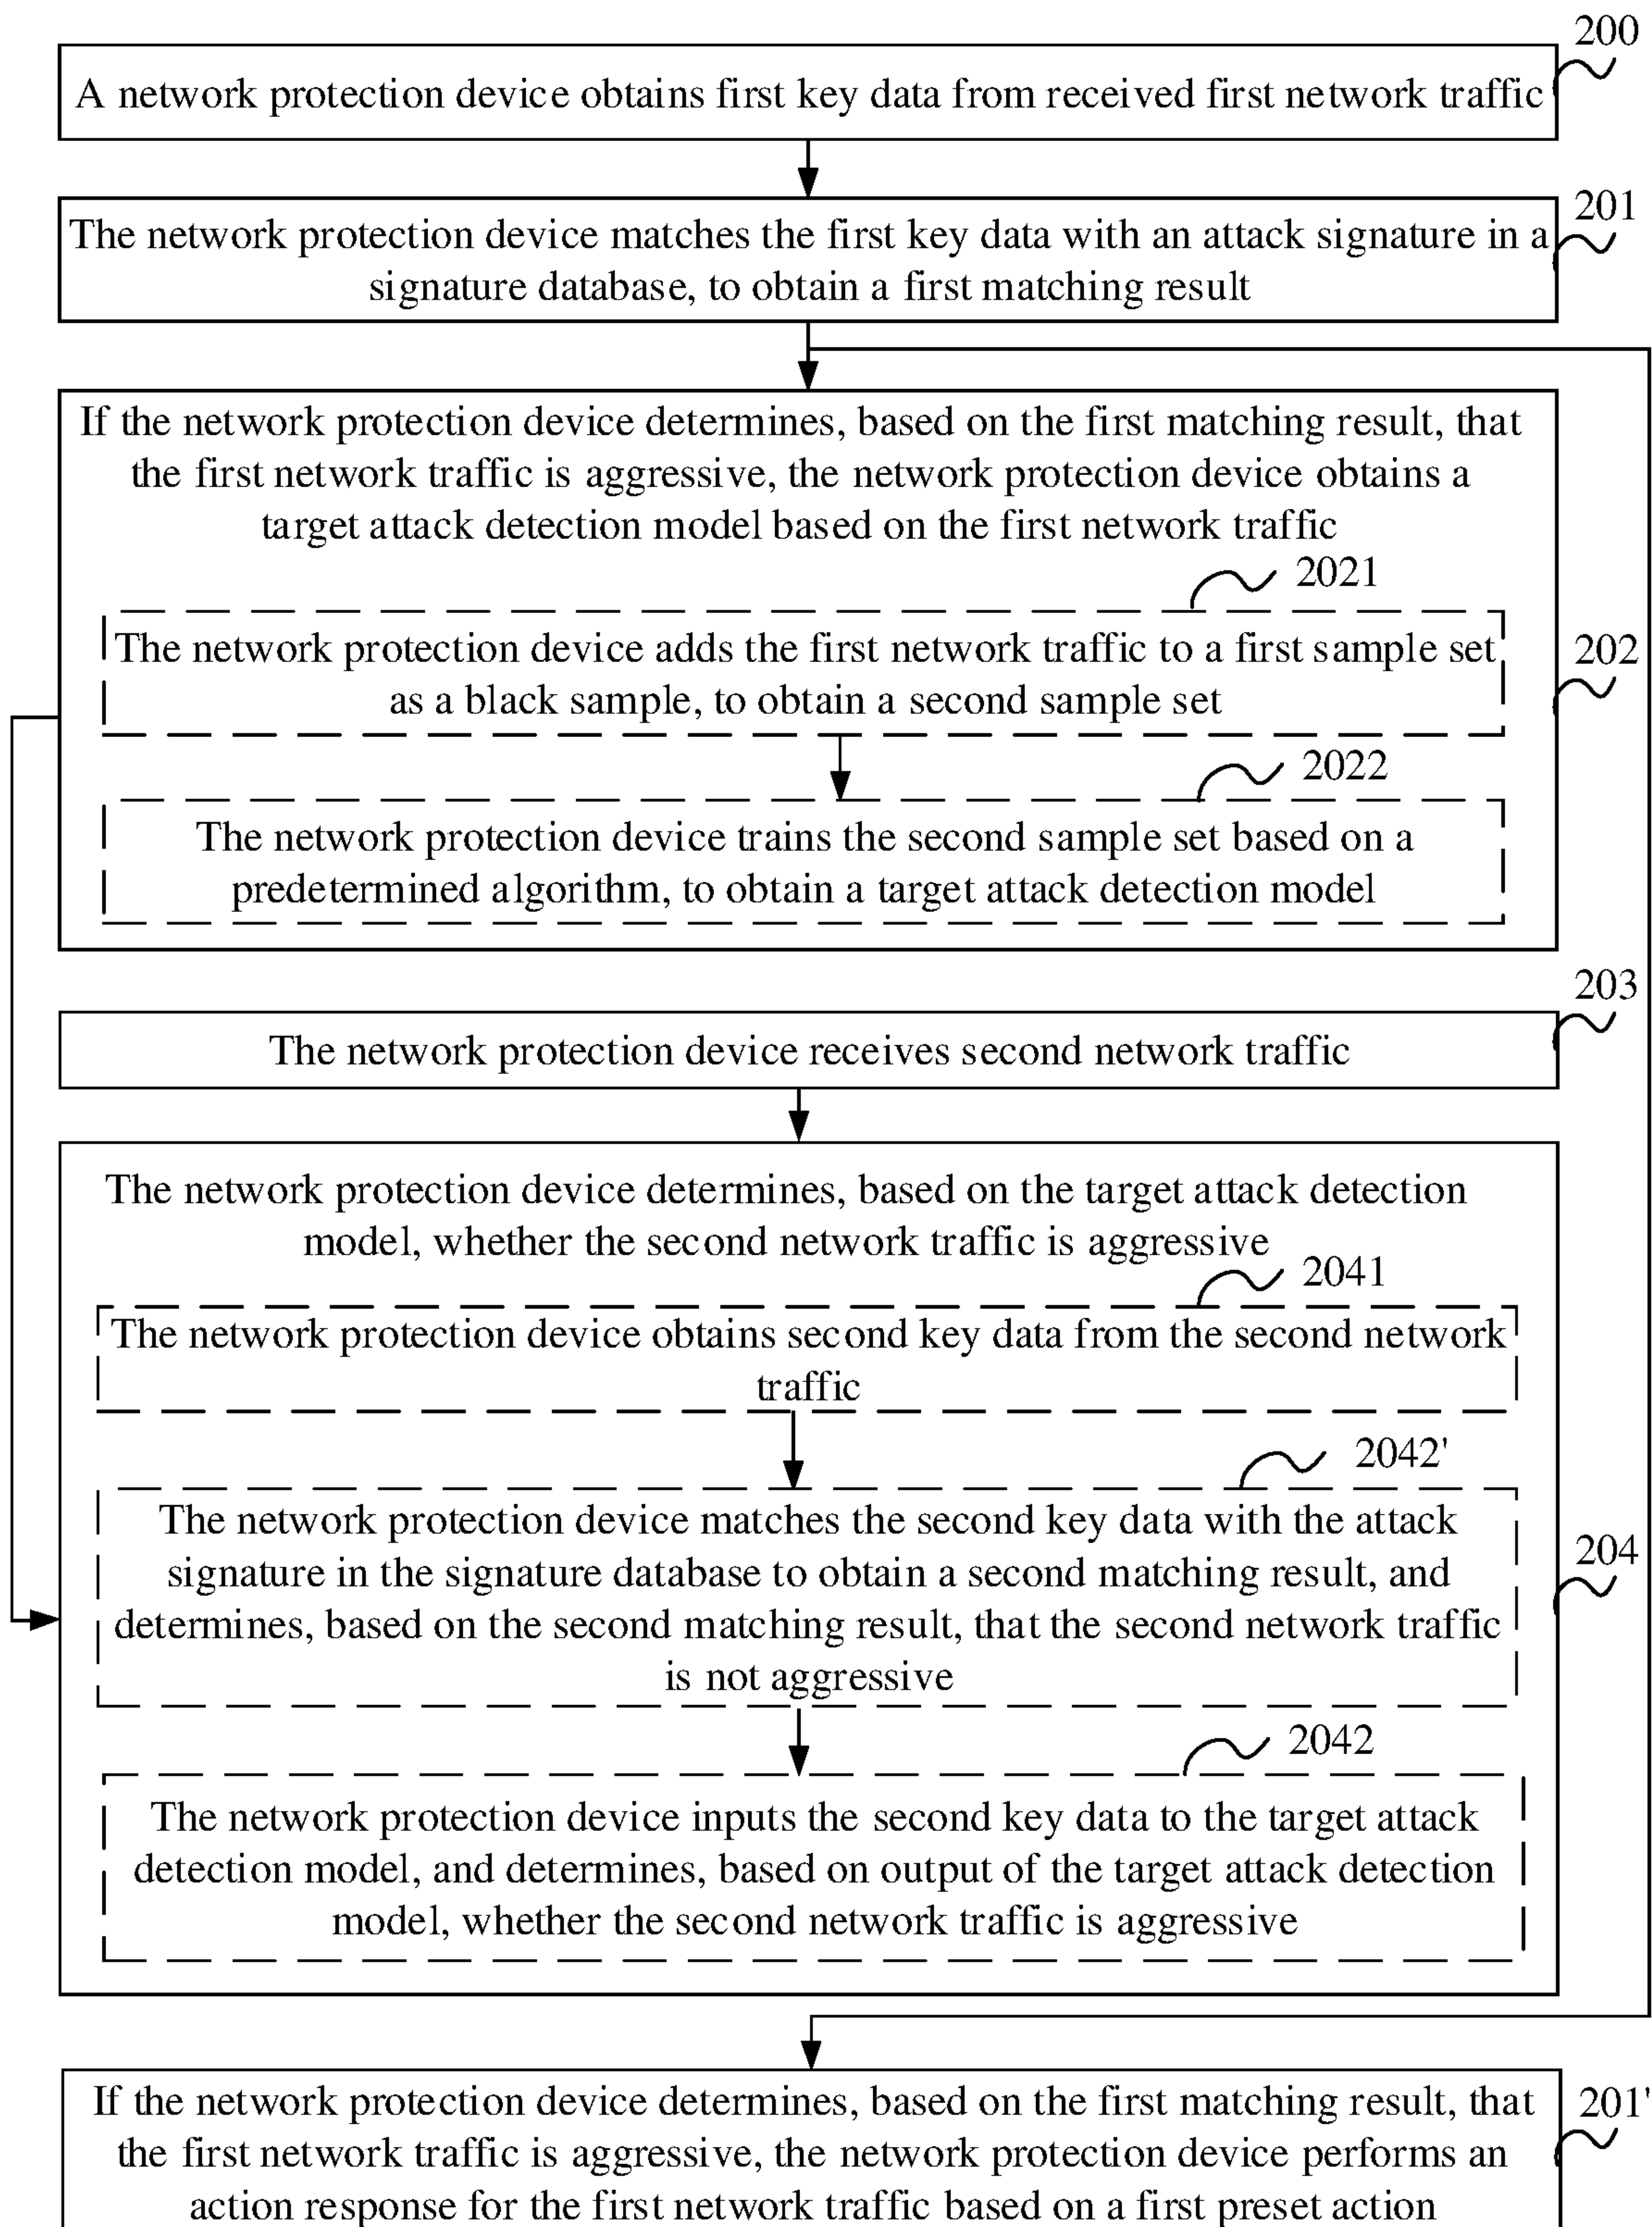 200
A network protection device obtains first key data from received first network traffic
201
The network protection device matches the first key data with an attack signature in a
signature database, to obtain a first matching result
If the network protection device determines, based on the first matching result, that
the first network traffic is aggressive, the network protection device obtains a
target attack detection model based on the first network traffic
2021
The network protection device adds the first network traffic to a first sample set
as a black sample, to obtain a second sample set
202
2022
The network protection device trains the second sample set based on a
predetermined algorithm, to obtain a target attack detection model
203
The network protection device receives second network traffic
The network protection device determines, based on the target attack detection
model, whether the second network traffic is aggressive
2041
The network protection device obtains second key data from the second network
traffic
2042'
The network protection device matches the second key data with the attack
signature in the signature database to obtain a second matching result, and
determines, based on the second matching result, that the second network traffic
is not aggressive
204
2042
The network protection device inputs the second key data to the target attack
detection model, and determines, based on output of the target attack detection
model, whether the second network traffic is aggressive
201'
If the network protection device determines, based on the first matching result, that
the first network traffic is aggressive, the network protection device performs an
action response for the first network traffic based on a first preset action